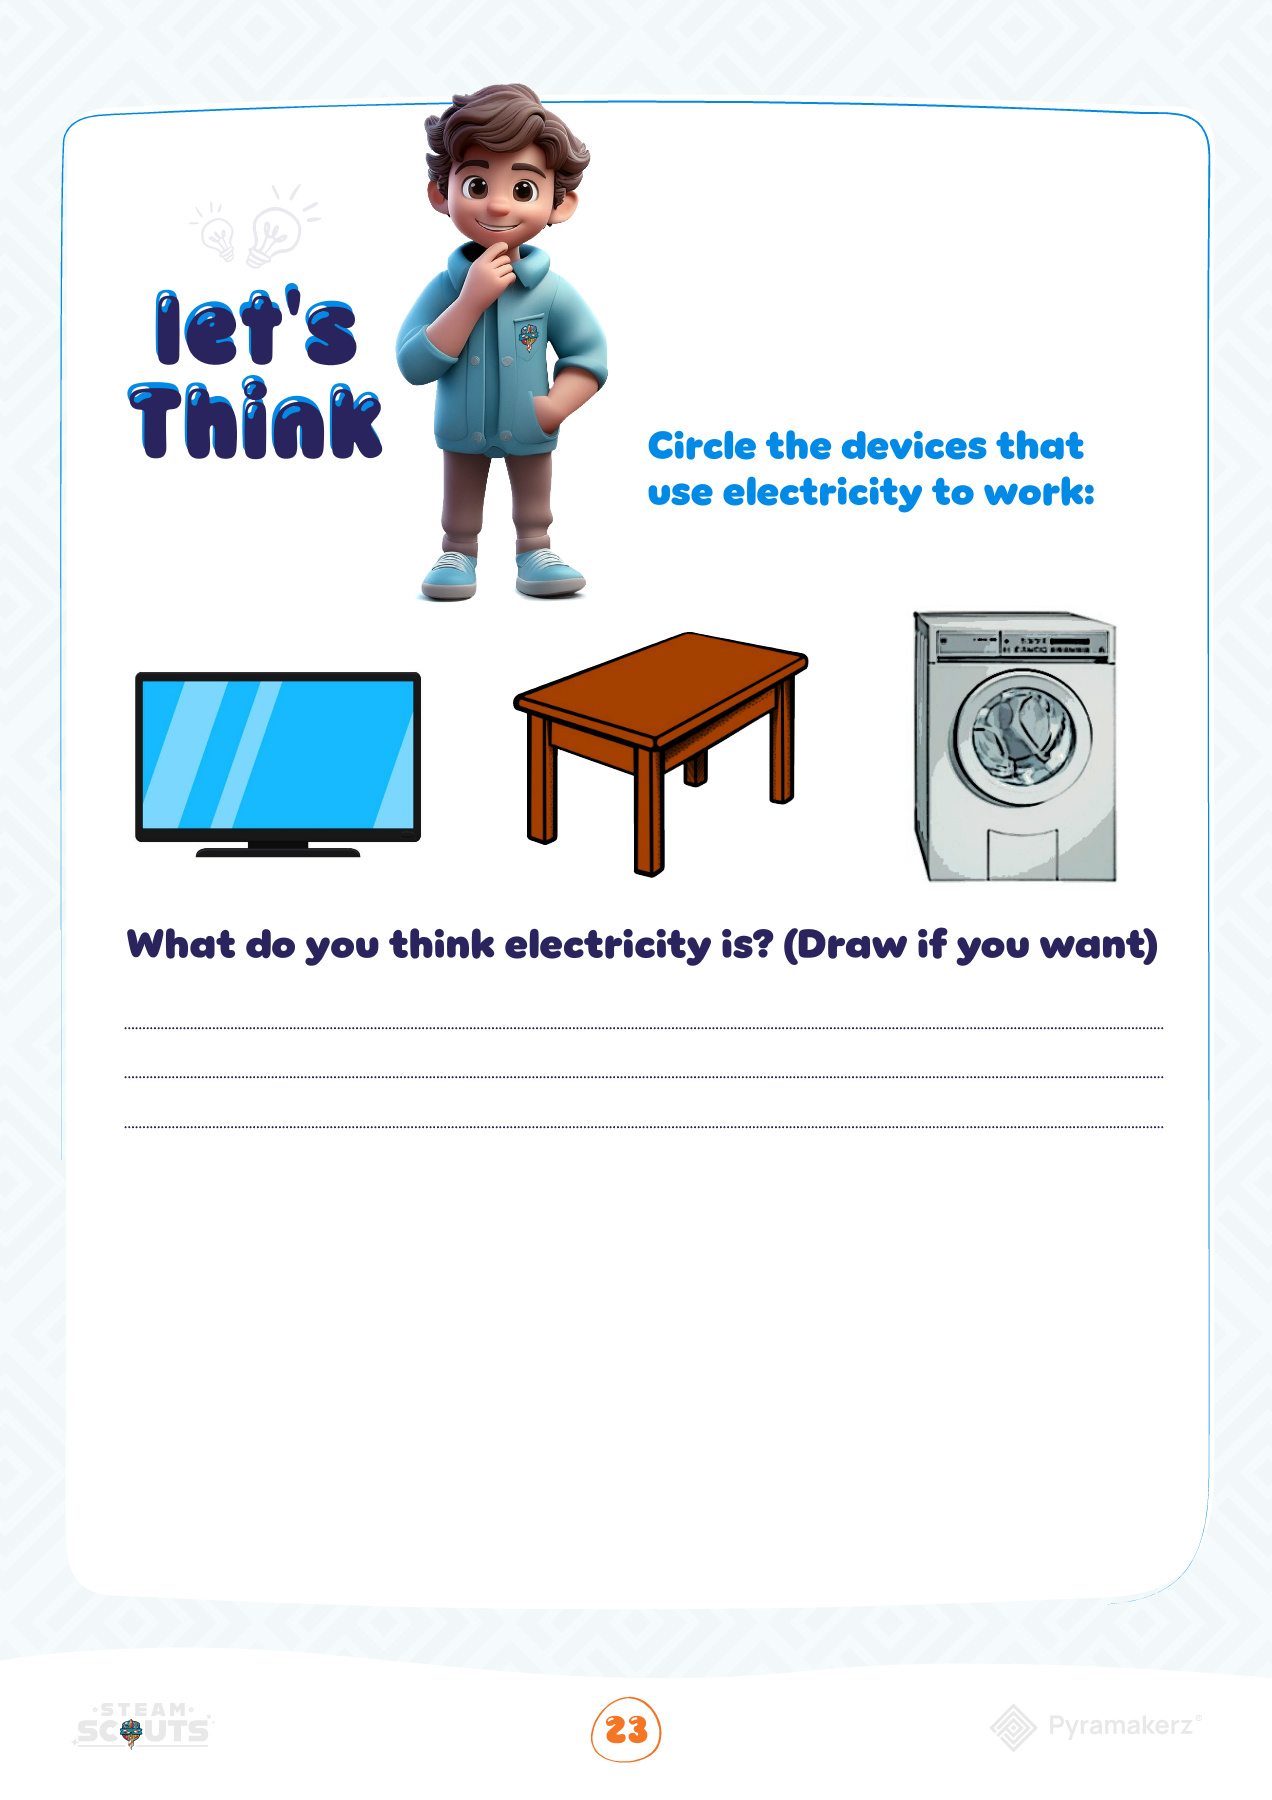 let's
Think
Circle the devices that
use electricity to work:
What do you think electricity is? (Draw if you want)
STEAM
SCOUTS
23
Pyramakerz